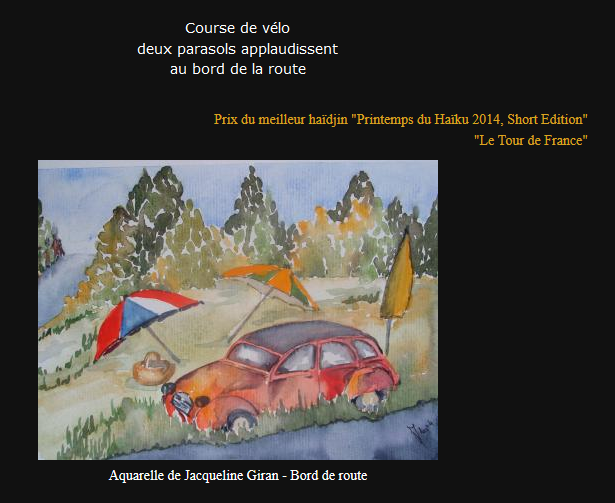 Course de vélo
deux parasols applaudissent
au bord de la route
Prix du meilleur haïdjin "Printemps du Haïku 2014, Short Edition"
"Le Tour de France"
Aquarelle de Jacqueline Giran - Bord de route